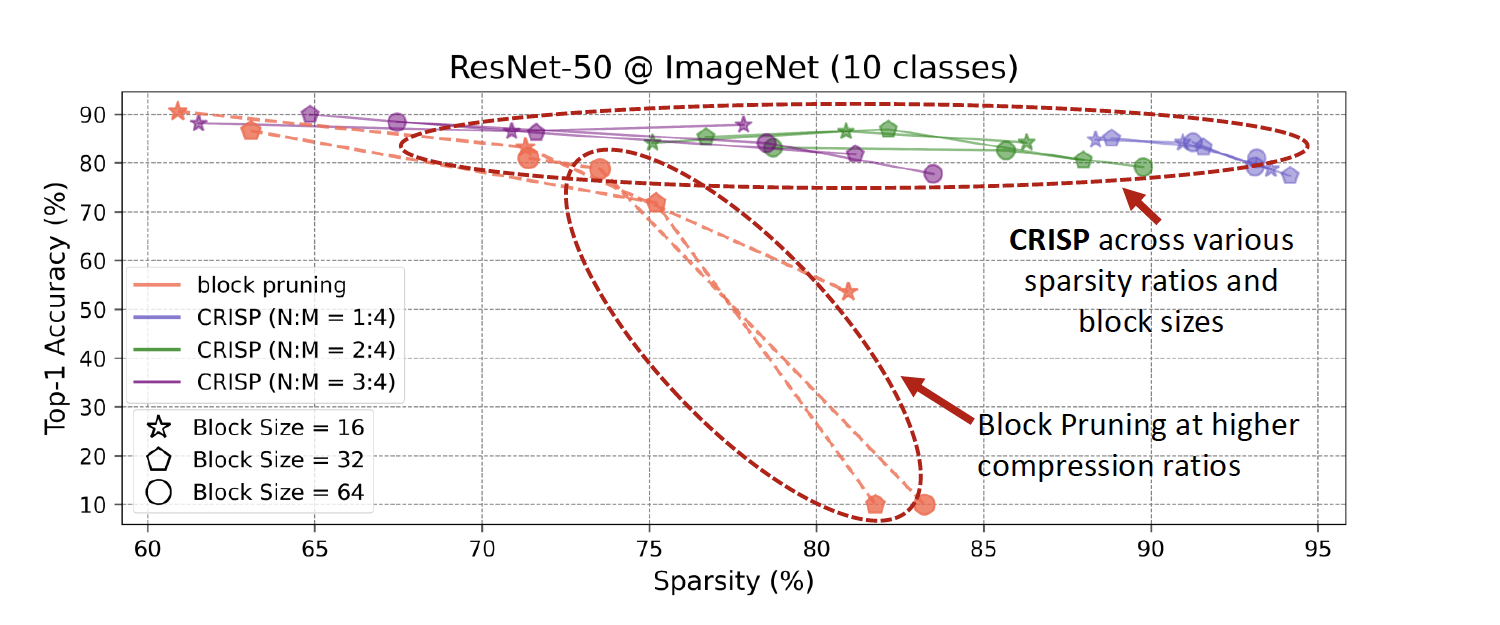 ResNet-50 @ ImageNet (10 classes)
Top-1 Accuracy (%)
90
80
70
60
50
40
30
20
10
block pruning
CRISP (N:M = 1:4)
CRISP (N:M = 2:4)
CRISP (N:M = 3:4)
Block Size = 16
Block Size = 32
Block Size = 64
CRISP across various
sparsity ratios and
block sizes
Block Pruning at higher
compression ratios
60 65 70 75 80 85 90 95
Sparsity (%)